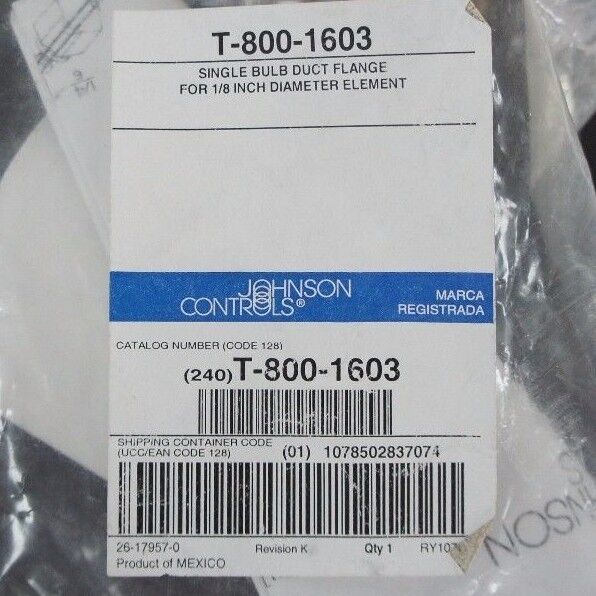 T-800-1603
SINGLE BULB DUCT FLANGE
FOR 1/8 INCH DIAMETER ELEMENT
JOHNSON
CONTROLS®
MARCA
REGISTRADA
CATALOG NUMBER (CODE 128)
(240) T-800-1603
SHIPPING CONTAINER CODE
(UCC/EAN CODE 128)
(01) 1078502837074
26-17957-0 Revision K Qty 1
Product of MEXICO
NSON